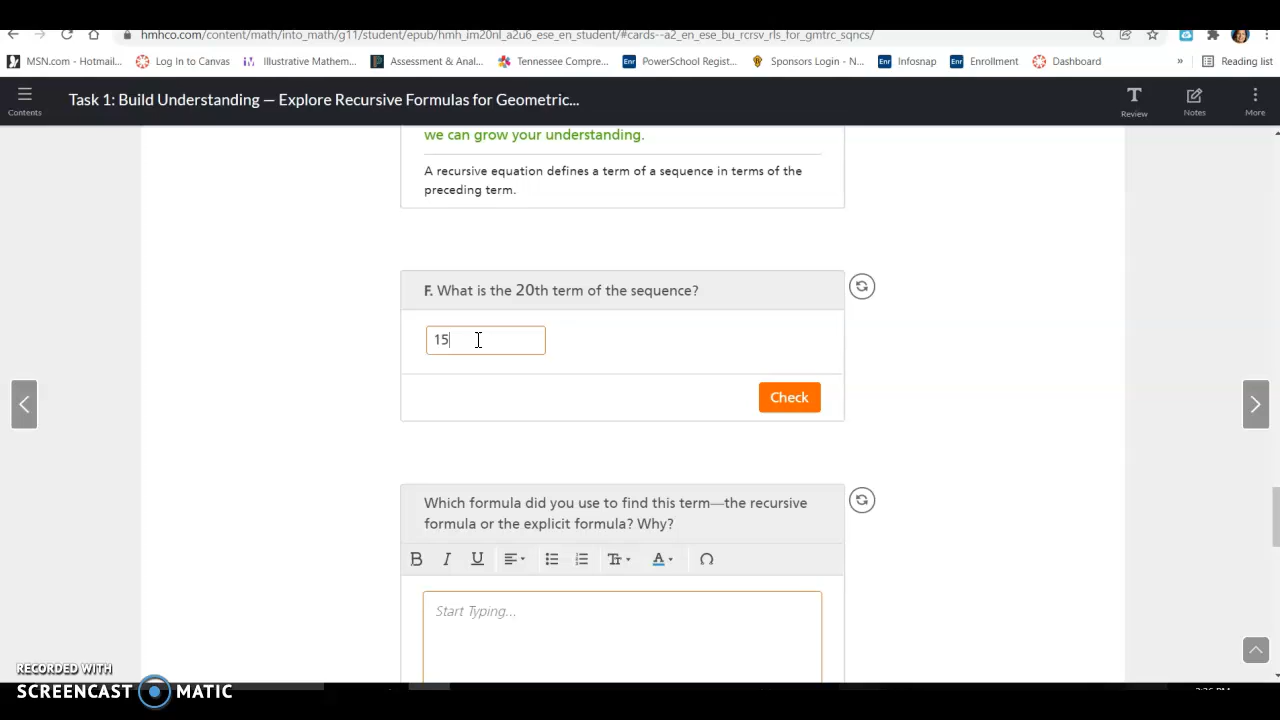 hmhco.com/content/math/into_math/g11/student/epub/hmh_im20nl_a2u6_ese_en_student/#cards--a2_en_ese_bu_rcrsv_rls_for_gmtrc_sqncs/
MSN.com - Hotmail... Log In to Canvas IM Illustrative Mathem... Assessment & Anal... Tennessee Compre... Enr PowerSchool Regist... Sponsors Login - N... Enr Infosnap Enr Enrollment Dashboard » Reading list
Contents Task 1: Build Understanding — Explore Recursive Formulas for Geometric... Review Notes More
we can grow your understanding.
A recursive equation defines a term of a sequence in terms of the
preceding term.
F. What is the 20th term of the sequence?
15
Check
Which formula did you use to find this term—the recursive
formula or the explicit formula? Why?
B I U Tr A Ω
Start Typing...
RECORDED WITH
SCREENCAST MATIC